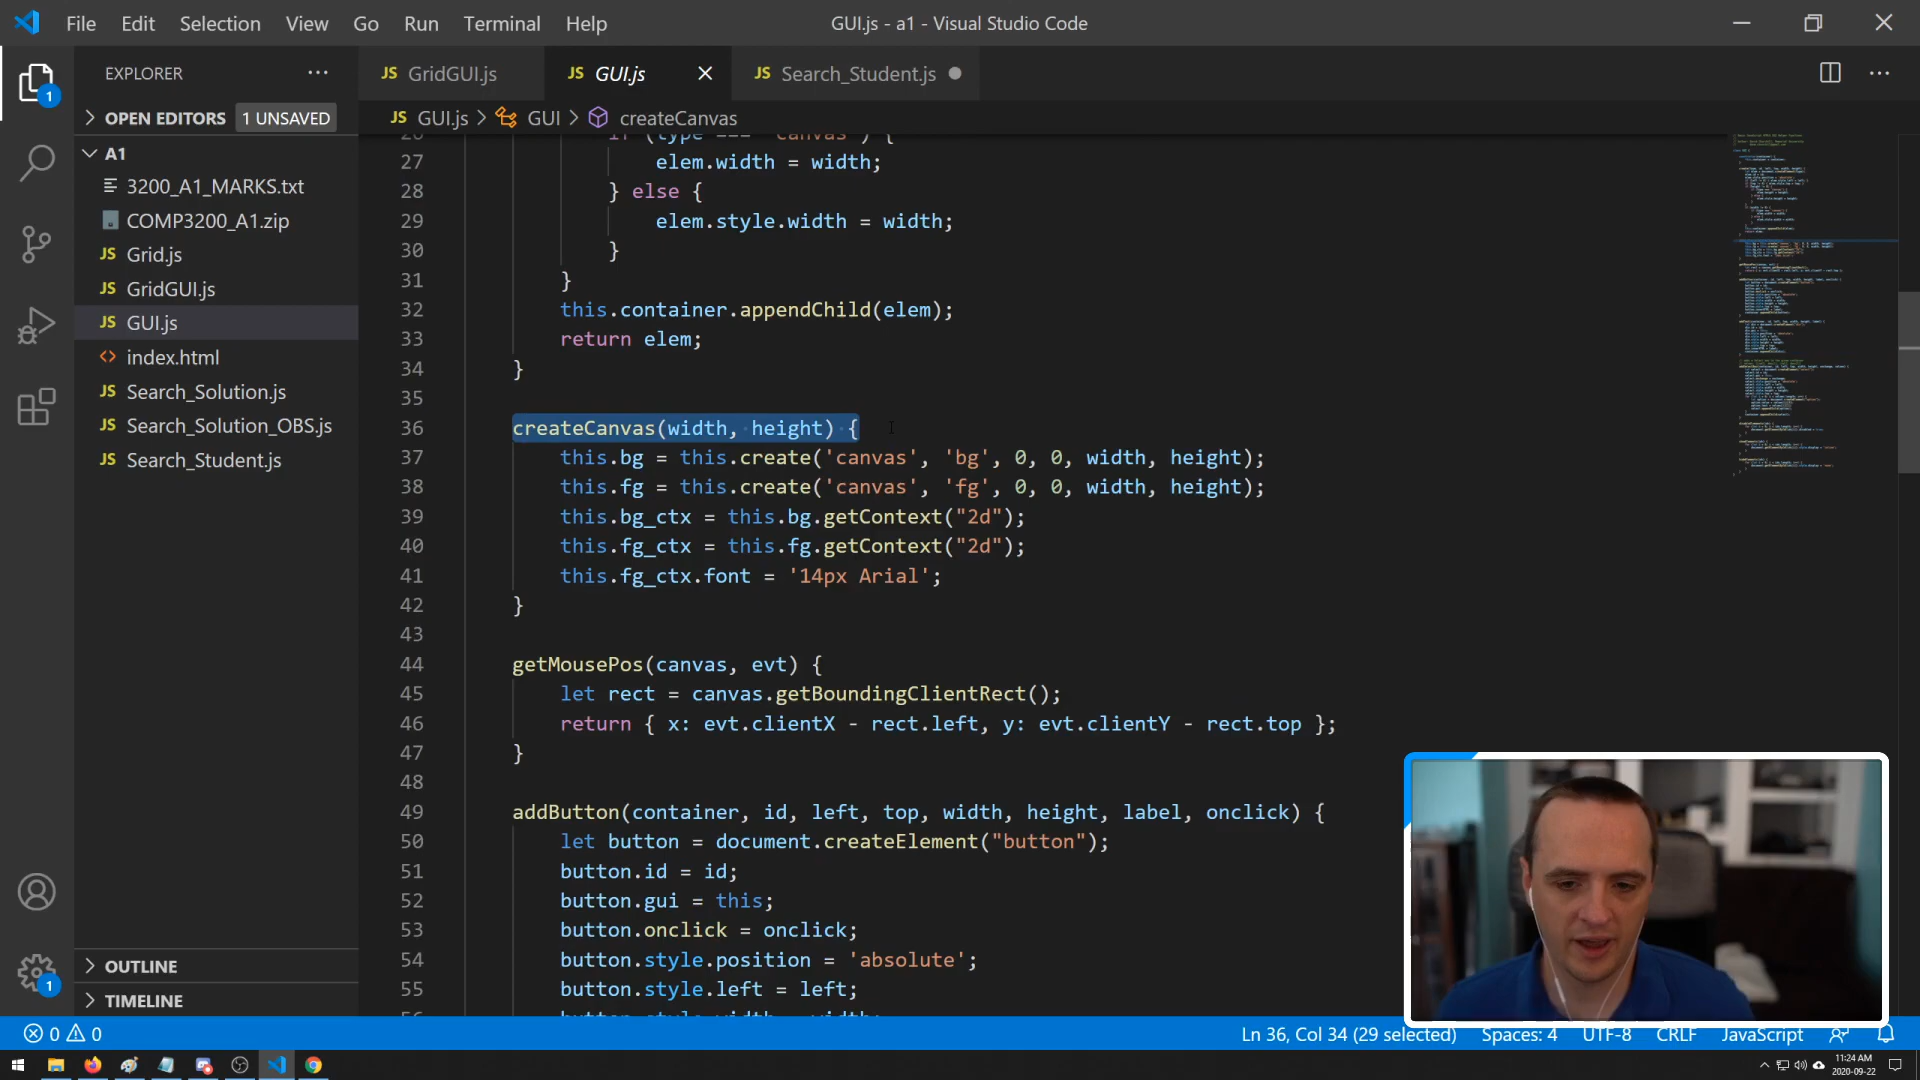 File Edit Selection View Go Run Terminal Help GUI.js - a1 - Visual Studio Code
EXPLORER
JS GridGUI.js JS GUI.js JS Search_Student.js
OPEN EDITORS 1 UNSAVED
JS GUI.js > GUI > createCanvas
A1
3200_A1_MARKS.txt
COMP3200_A1.zip
JS Grid.js
JS GridGUI.js
JS GUI.js
<> index.html
JS Search_Solution.js
JS Search_Solution_OBS.js
JS Search_Student.js
OUTLINE
TIMELINE
26 if (type === 'canvas') {
27 elem.width = width;
28 } else {
29 elem.style.width = width;
30 }
31 }
32 this.container.appendChild(elem);
33 return elem;
34 }
35
36 createCanvas(width, height) {
37 this.bg = this.create('canvas', 'bg', 0, 0, width, height);
38 this.fg = this.create('canvas', 'fg', 0, 0, width, height);
39 this.bg_ctx = this.bg.getContext("2d");
40 this.fg_ctx = this.fg.getContext("2d");
41 this.fg_ctx.font = '14px Arial';
42 }
43
44 getMousePos(canvas, evt) {
45 let rect = canvas.getBoundingClientRect();
46 return { x: evt.clientX - rect.left, y: evt.clientY - rect.top };
47 }
48
49 addButton(container, id, left, top, width, height, label, onclick) {
50 let button = document.createElement("button");
51 button.id = id;
52 button.gui = this;
53 button.onclick = onclick;
54 button.style.position = 'absolute';
55 button.style.left = left;
1
1
0 0 Ln 36, Col 34 (29 selected) Spaces: 4 UTF-8 CRLF JavaScript
11:24 AM
2020-09-22